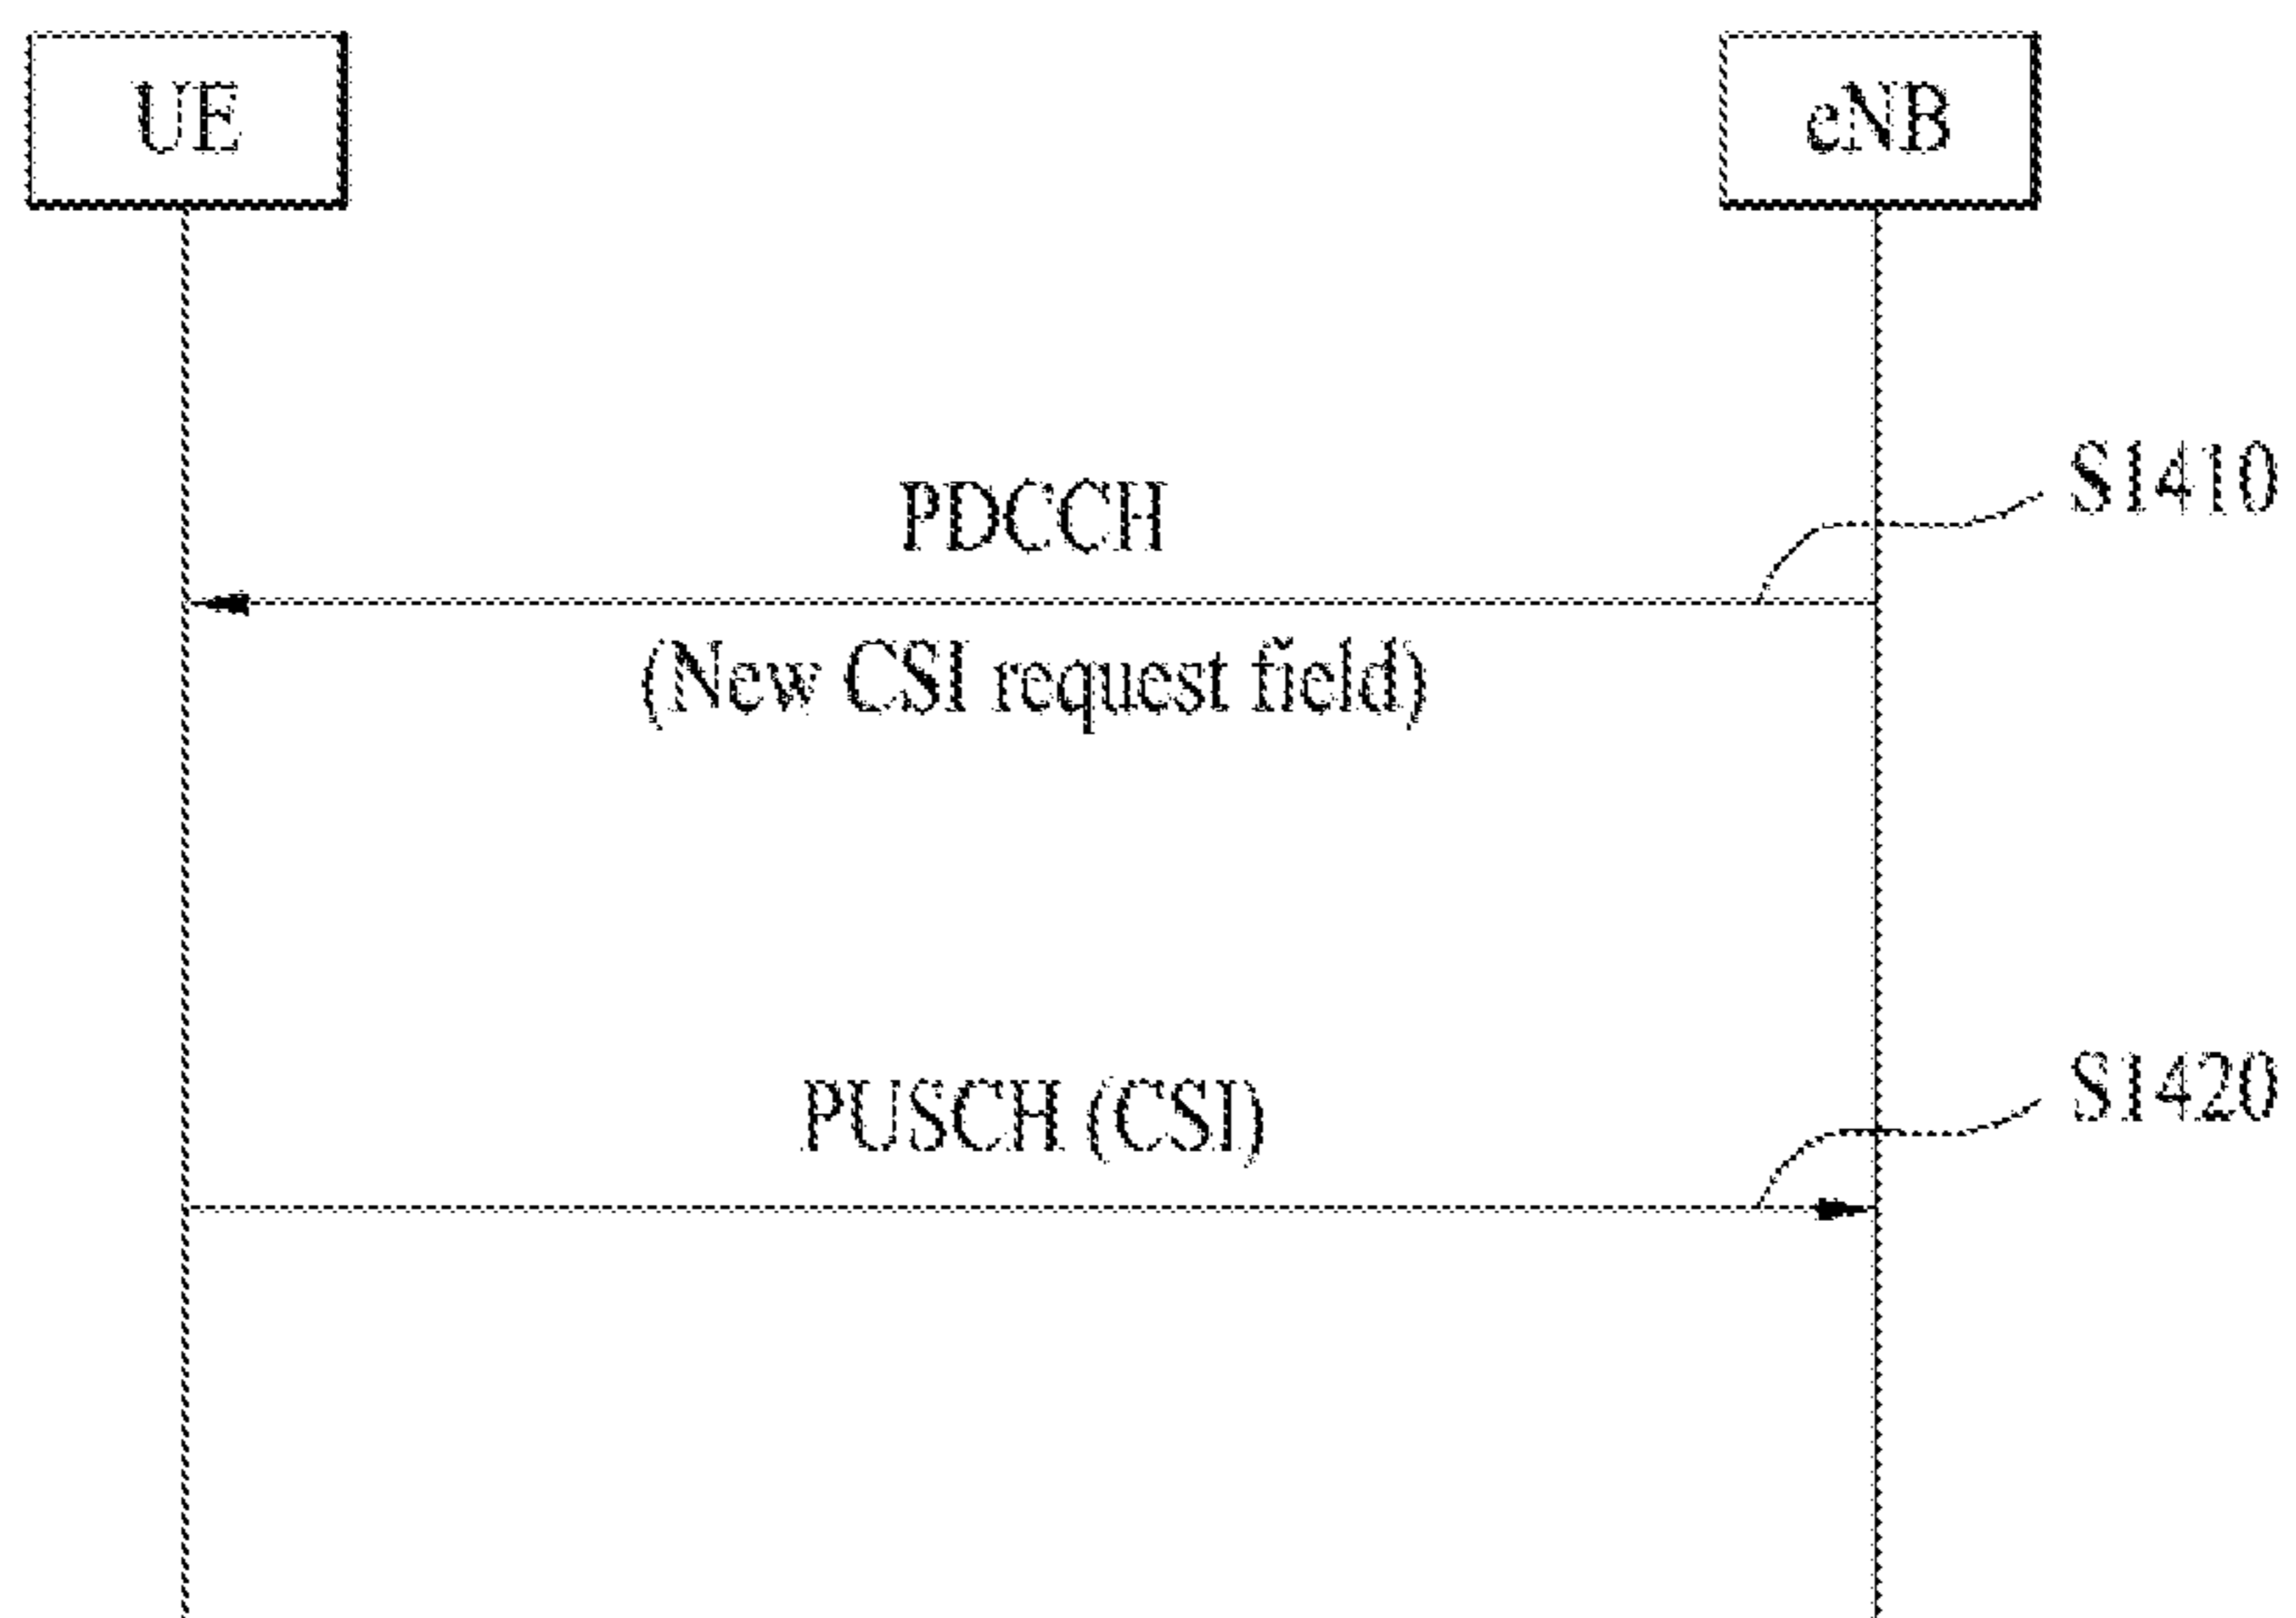 UE
eNB
S1410
PDCCH
(New CSI request field)
S1420
PUSCH (CSI)